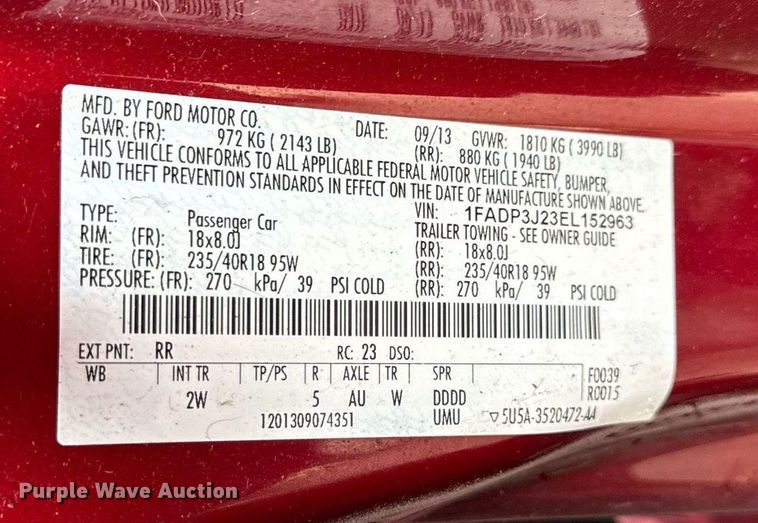 MFD. BY FORD MOTOR CO.
DATE: 09/13 GVWR: 1810 KG ( 3990 LB)
GAWR: (FR): 972 KG ( 2143 LB) (RR): 880 KG ( 1940 LB)
THIS VEHICLE CONFORMS TO ALL APPLICABLE FEDERAL MOTOR VEHICLE SAFETY, BUMPER,
AND THEFT PREVENTION STANDARDS IN EFFECT ON THE DATE OF MANUFACTURE SHOWN ABOVE.
VIN: 1FADP3J23EL152963
TYPE: Passenger Car TRAILER TOWING - SEE OWNER GUIDE
RIM: (FR): 18x8.0J (RR): 18x8.0J
TIRE: (FR): 235/40R18 95W (RR): 235/40R18 95W
PRESSURE: (FR): 270 kPa/ 39 PSI COLD (RR): 270 kPa/ 39 PSI COLD
EXT PNT: RR RC: 23 DSO:
WB INT TR TP/PS R AXLE TR SPR F0039
2W 5 AU W DDDD R0015
1201309074351 UMU 5U5A-3520472-AA
Purple Wave Auction